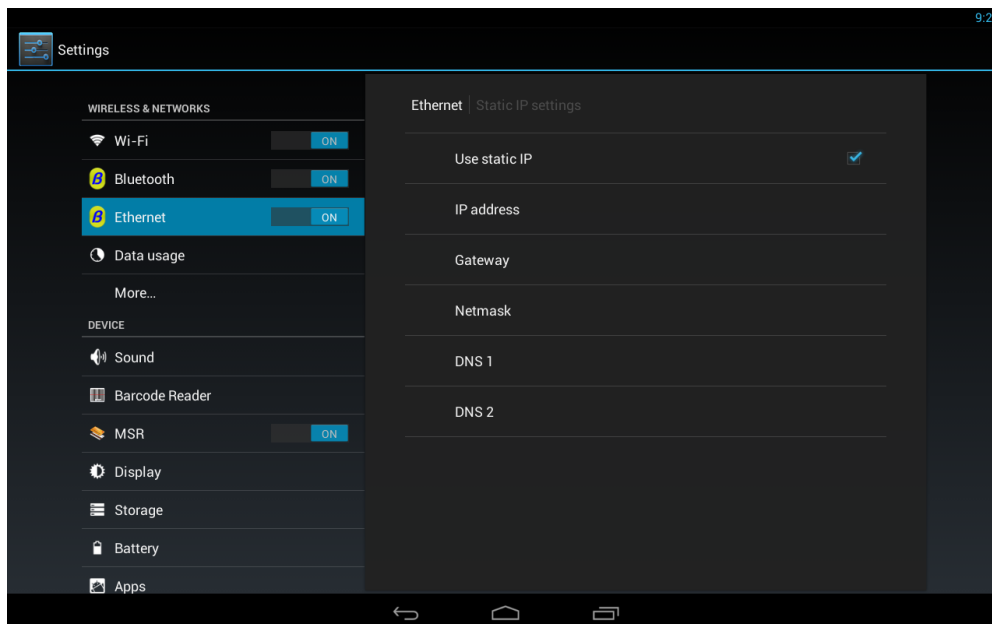 9:2
Settings
WIRELESS & NETWORKS
Wi-Fi ON
Bluetooth ON
Ethernet ON
Data usage
More...
DEVICE
Sound
Barcode Reader
MSR ON
Display
Storage
Battery
Apps
Ethernet | Static IP settings
Use static IP
IP address
Gateway
Netmask
DNS 1
DNS 2